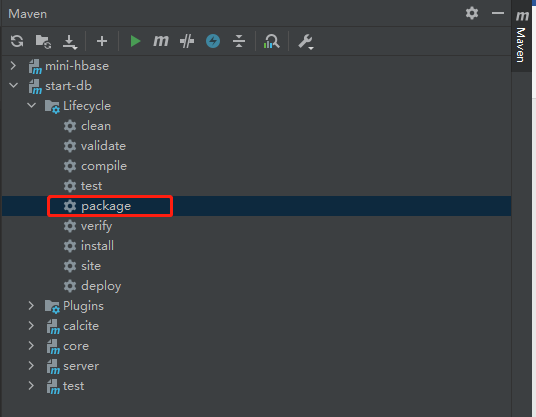 Maven
mini-hbase
start-db
Lifecycle
clean
validate
compile
test
package
verify
install
site
deploy
Plugins
calcite
core
server
test
Maven